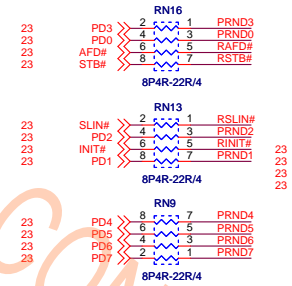 RN16
23 PD3 2 1 PRND3
23 PD0 4 3 PRND0
23 AFD# 6 5 RAFD#
23 STB# 8 7 RSTB#
8P4R-22R/4
RN13
23 SLIN# 2 1 RSLIN#
23 PD2 4 3 PRND2
23 INIT# 6 5 RINIT#
23 PD1 8 7 PRND1
23
23
23
23
8P4R-22R/4
RN9
23 PD4 8 7 PRND4
23 PD5 6 5 PRND5
23 PD6 4 3 PRND6
23 PD7 2 1 PRND7
8P4R-22R/4